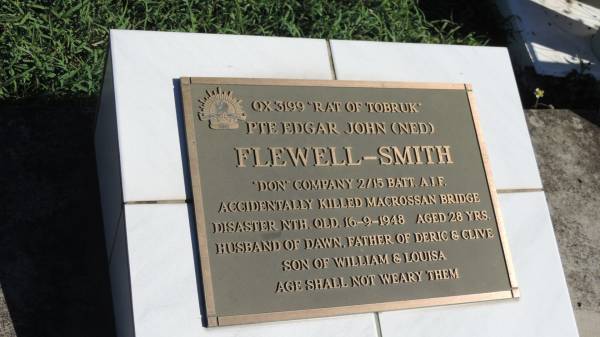 QX 3199 "RAT OF TOBRUK"
PTE EDGAR JOHN (NED)
FLEWELL-SMITH
"DON" COMPANY 2/15 BATT. A.I.F.
ACCIDENTALLY KILLED MACROSSAN BRIDGE
DISASTER NTH. QLD. 16-9-1948 AGED 28 YRS.
HUSBAND OF DAWN, FATHER OF DERIC & CLIVE
SON OF WILLIAM & LOUISA
AGE SHALL NOT WEARY THEM